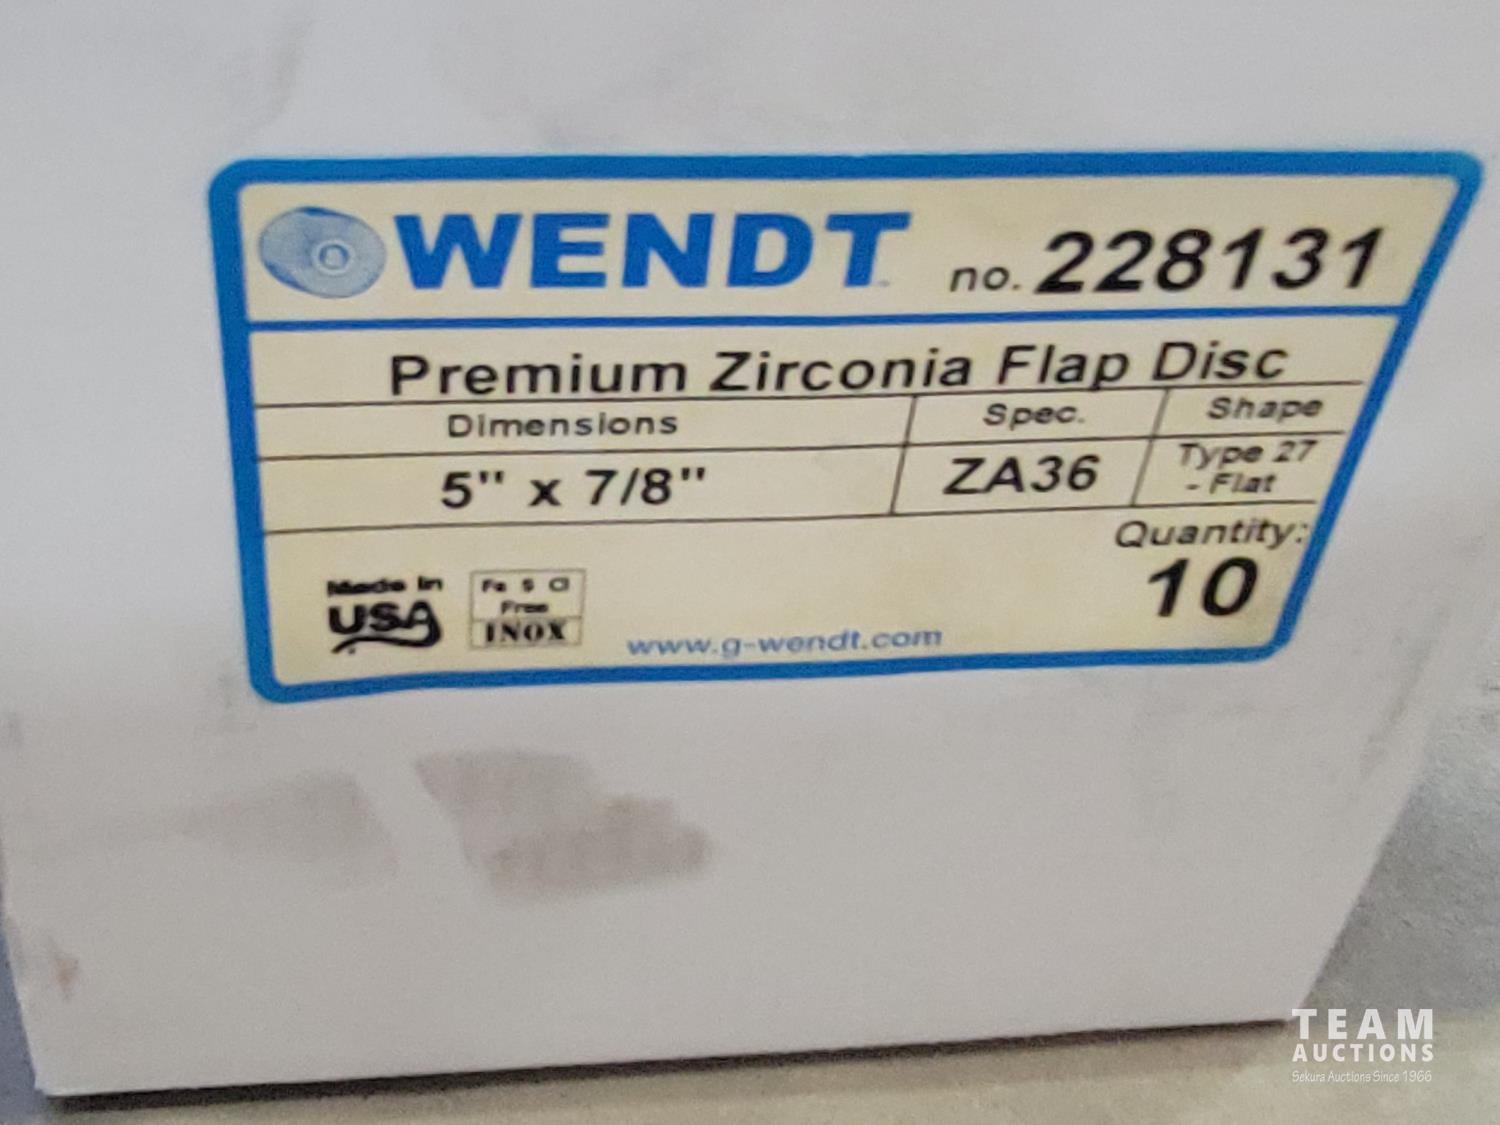 WENDT no. 228131
Premium Zirconia Flap Disc
Dimensions Spec. Shape
5" x 7/8" ZA36 Type 27
- Flat
Quantity:
10
Made in
USA
Fe S Cl
Free
INOX
www.g-wendt.com
TEAM
AUCTIONS
Sekura Auctions Since 1966